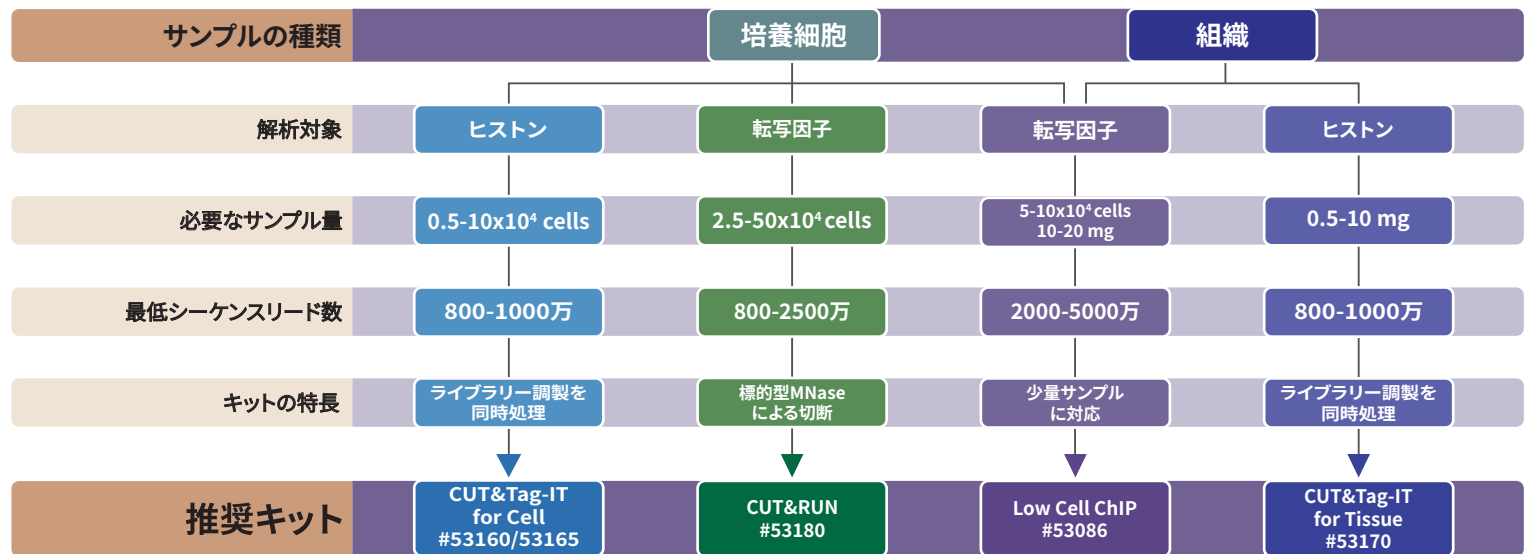 サンプルの種類
培養細胞
組織
解析対象
ヒストン
転写因子
転写因子
ヒストン
必要なサンプル量
0.5-10x10⁴ cells
2.5-50x10⁴ cells
5-10x10⁴ cells
10-20 mg
0.5-10 mg
最低シーケンスリード数
800-1000万
800-2500万
2000-5000万
800-1000万
キットの特長
ライブラリー調製を
同時処理
標的型MNase
による切断
少量サンプル
に対応
ライブラリー調製を
同時処理
推奨キット
CUT&Tag-IT
for Cell
#53160/53165
CUT&RUN
#53180
Low Cell ChIP
#53086
CUT&Tag-IT
for Tissue
#53170